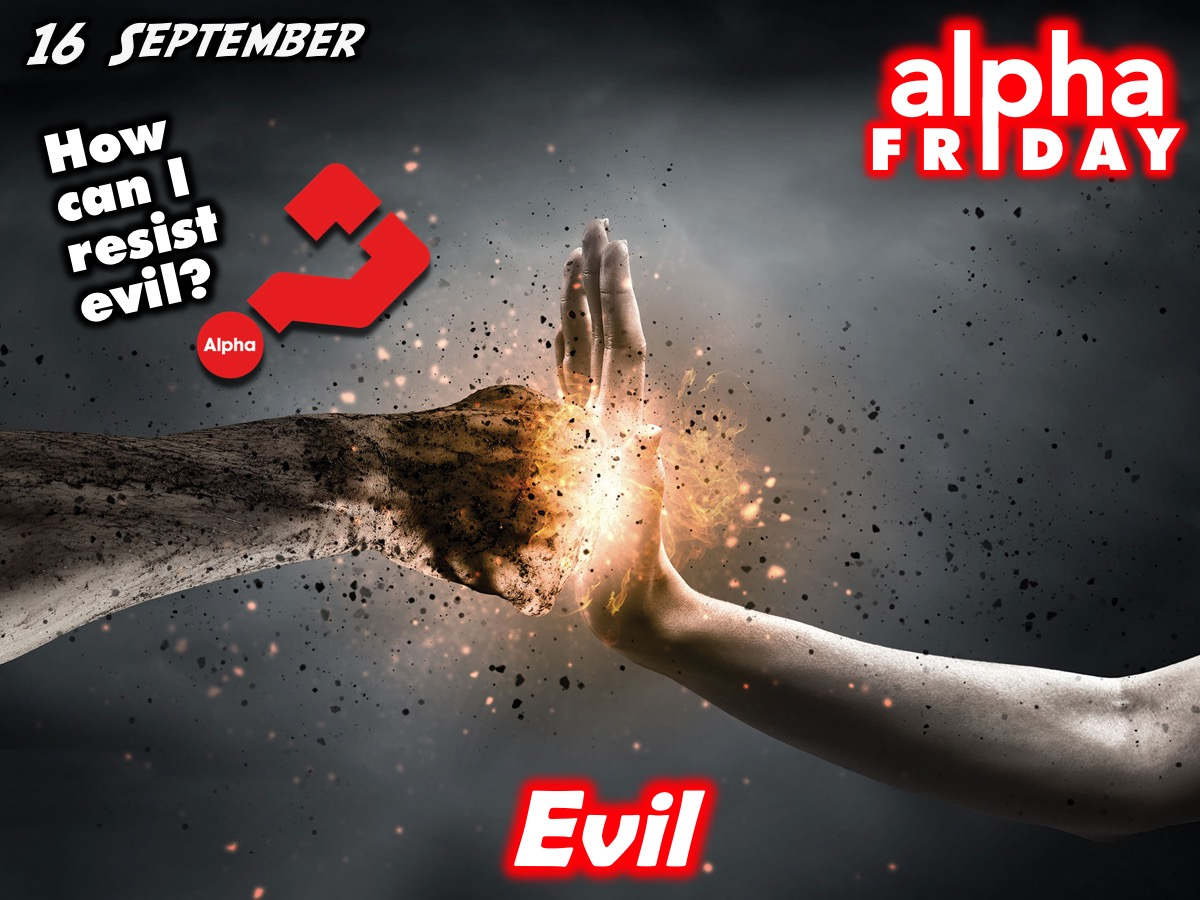 16 September
alpha
FRIDAY
How
can I
resist
evil?
Alpha
Evil